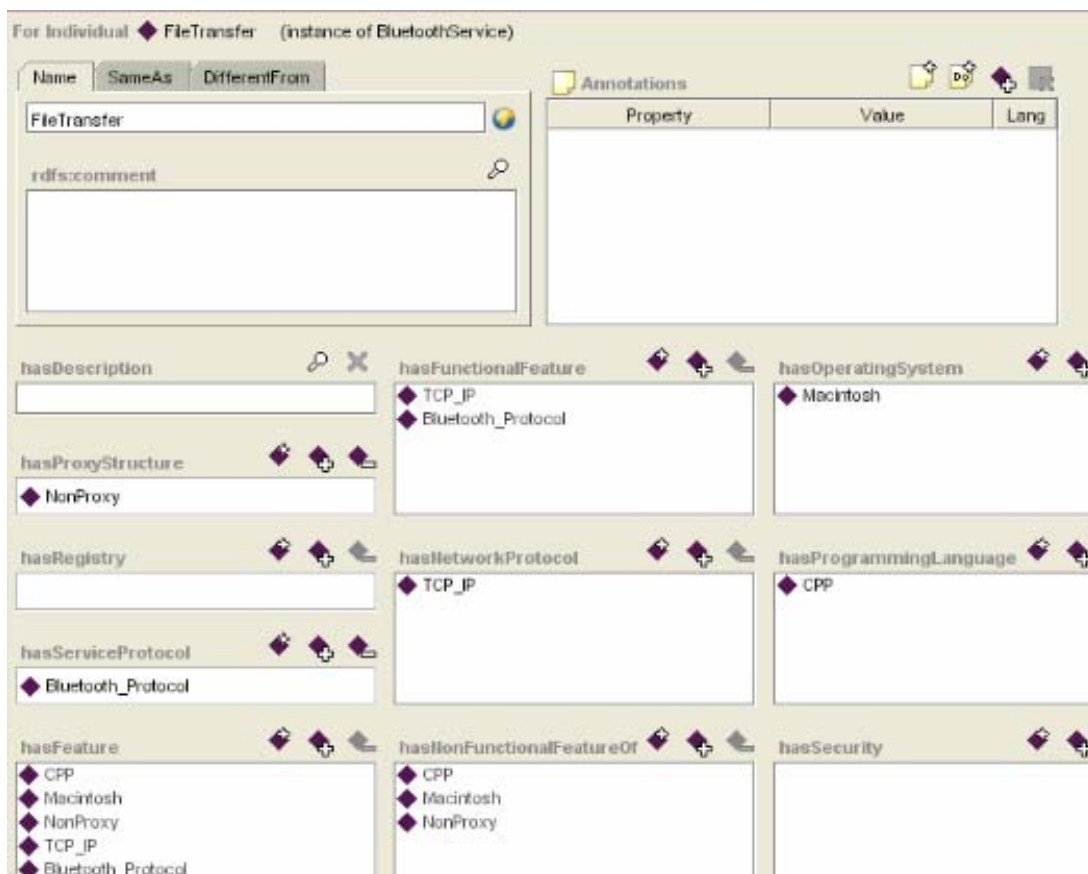 For Individual FileTransfer (instance of BluetoothService)
Name SameAs DifferentFrom
FileTransfer
rdfs:comment
Annotations
Property Value Lang
hasDescription
hasProxyStructure
NonProxy
hasRegistry
hasServiceProtocol
Bluetooth_Protocol
hasFeature
CPP
Macintosh
NonProxy
TCP_IP
Bluetooth_Protocol
hasFunctionalFeature
TCP_IP
Bluetooth_Protocol
hasNetworkProtocol
TCP_IP
hasNonFunctionalFeatureOf
CPP
Macintosh
NonProxy
hasOperatingSystem
Macintosh
hasProgrammingLanguage
CPP
hasSecurity